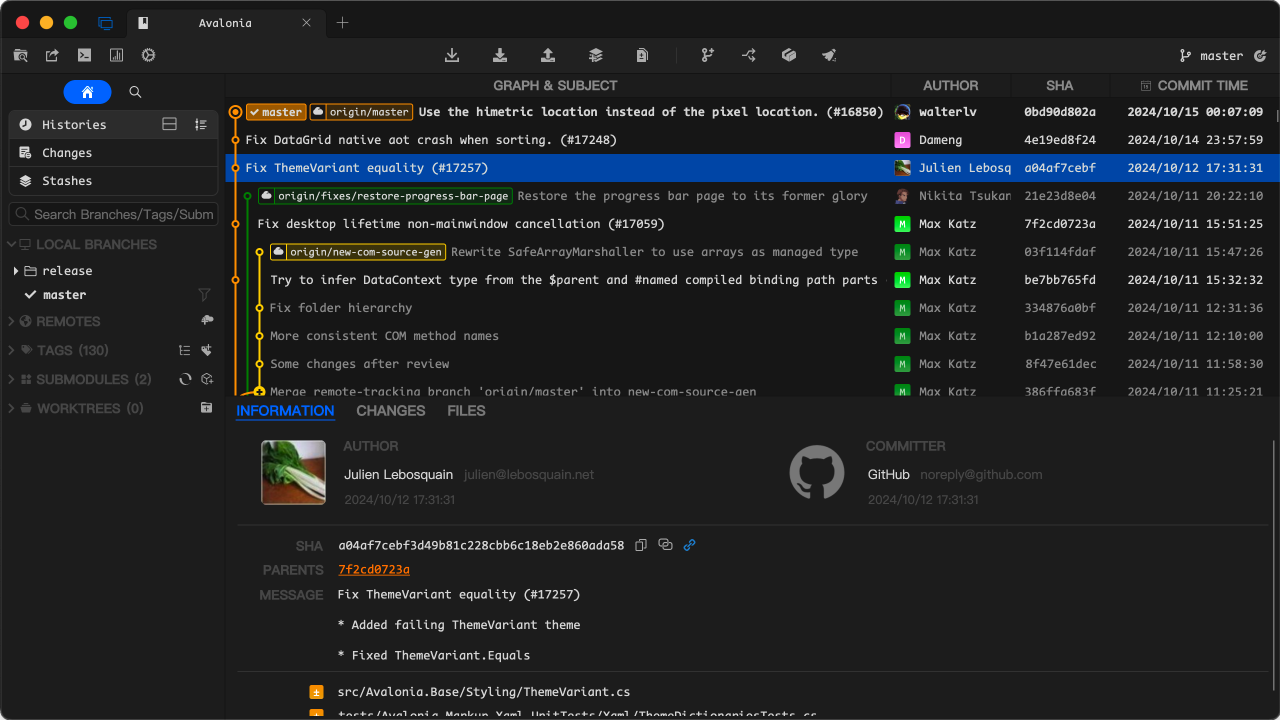 Avalonia
master
GRAPH & SUBJECT AUTHOR SHA COMMIT TIME
Histories
Changes
Stashes
Search Branches/Tags/Subm
LOCAL BRANCHES
release
master
REMOTES
TAGS (130)
SUBMODULES (2)
WORKTREES (0)
master origin/master Use the himetric location instead of the pixel location. (#16850) walterlv 0bd90d802a 2024/10/15 00:07:09
Fix DataGrid native aot crash when sorting. (#17248) D Dameng 4e19ed8f24 2024/10/14 23:57:59
Fix ThemeVariant equality (#17257) Julien Lebosq a04af7cebf 2024/10/12 17:31:31
origin/fixes/restore-progress-bar-page Restore the progress bar page to its former glory Nikita Tsukan 21e23d8e04 2024/10/11 20:22:10
Fix desktop lifetime non-mainwindow cancellation (#17059) M Max Katz 7f2cd0723a 2024/10/11 15:51:25
origin/new-com-source-gen Rewrite SafeArrayMarshaller to use arrays as managed type M Max Katz 03f114fdaf 2024/10/11 15:47:26
Try to infer DataContext type from the $parent and #named compiled binding path parts M Max Katz be7bb765fd 2024/10/11 15:32:32
Fix folder hierarchy M Max Katz 334876a0bf 2024/10/11 12:31:36
More consistent COM method names M Max Katz b1a287ed92 2024/10/11 12:10:00
Some changes after review M Max Katz 8f47e61dec 2024/10/11 11:58:30
Merge remote-tracking branch 'origin/master' into new-com-source-gen M Max Katz 386ffa683f 2024/10/11 11:25:21
INFORMATION CHANGES FILES
AUTHOR
Julien Lebosquain julien@lebosquain.net
2024/10/12 17:31:31
COMMITTER
GitHub noreply@github.com
2024/10/12 17:31:31
SHA a04af7cebf3d49b81c228cbb6c18eb2e860ada58
PARENTS 7f2cd0723a
MESSAGE Fix ThemeVariant equality (#17257)
* Added failing ThemeVariant theme
* Fixed ThemeVariant.Equals
src/Avalonia.Base/Styling/ThemeVariant.cs
tests/Avalonia.Markup.Xaml.UnitTests/Xaml/ThemeDictionariesTests.cs